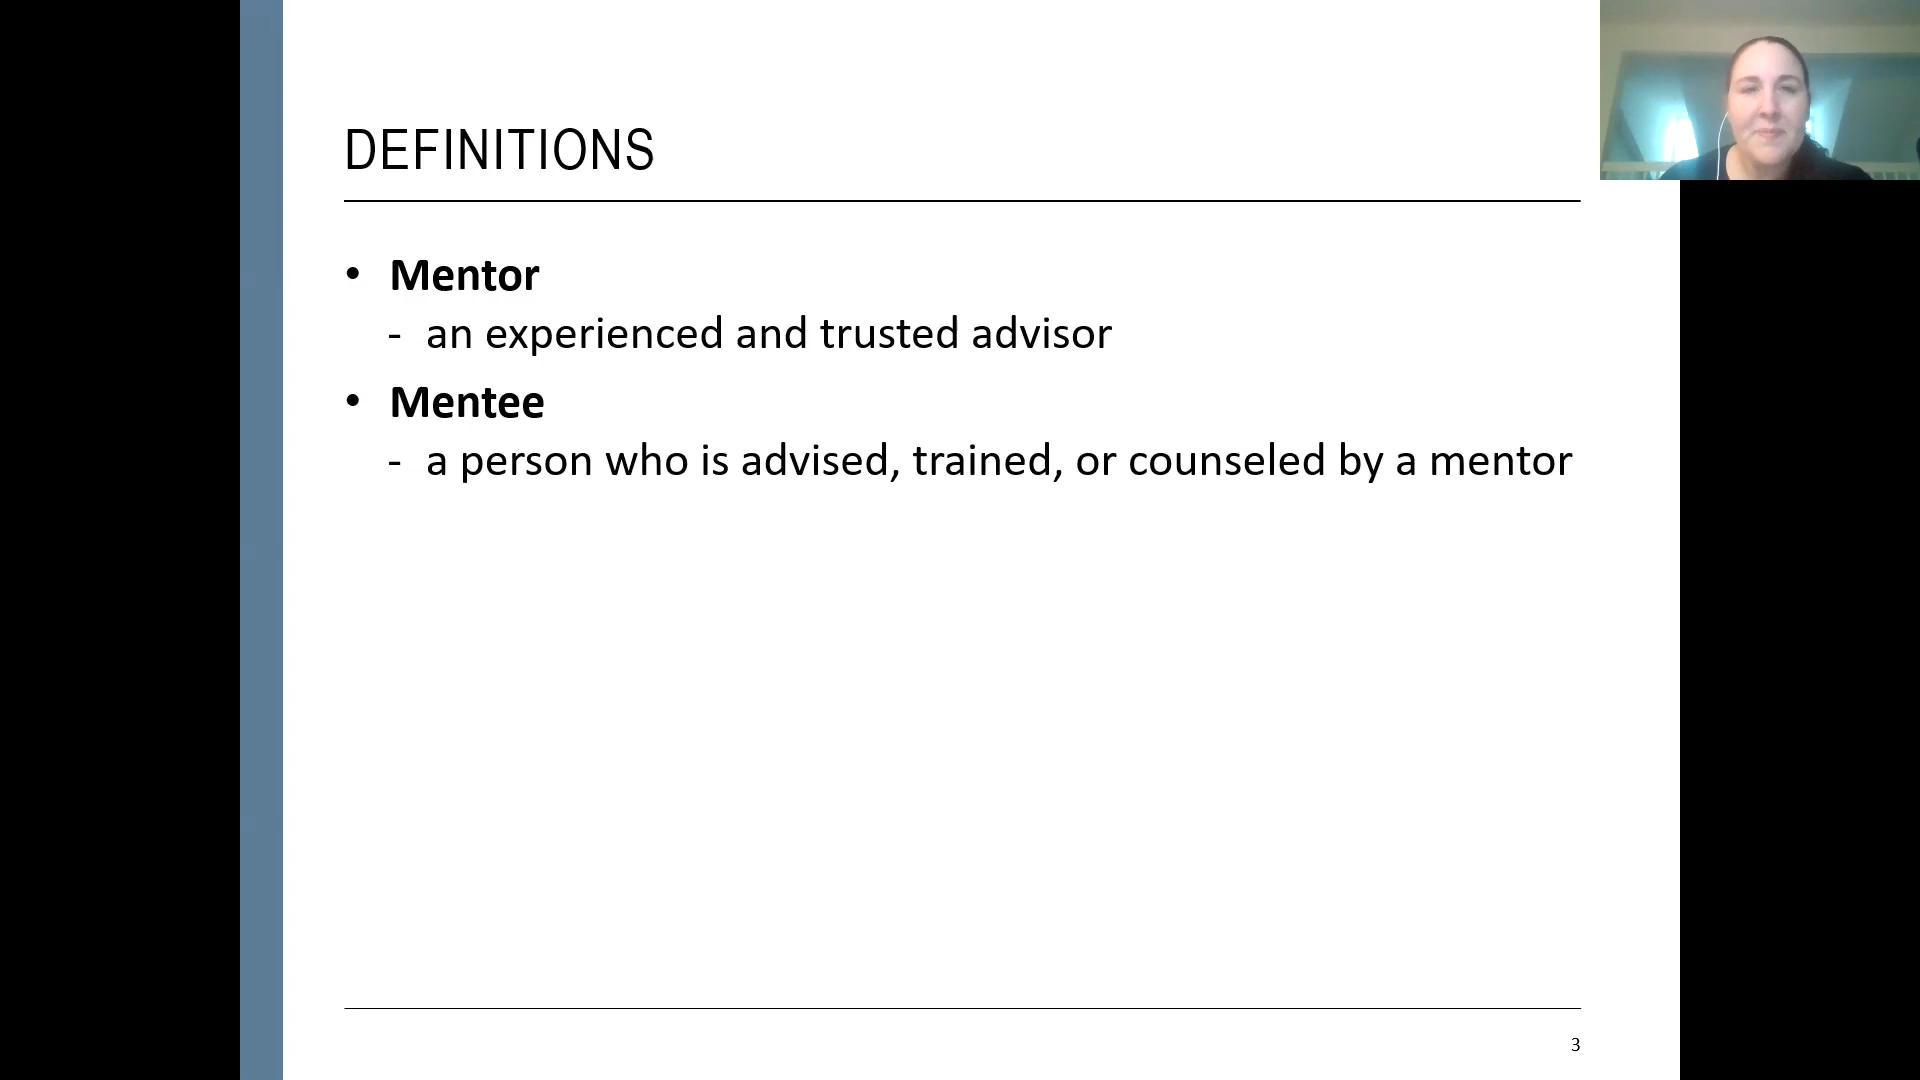 DEFINITIONS
• Mentor
- an experienced and trusted advisor
• Mentee
- a person who is advised, trained, or counseled by a mentor
3